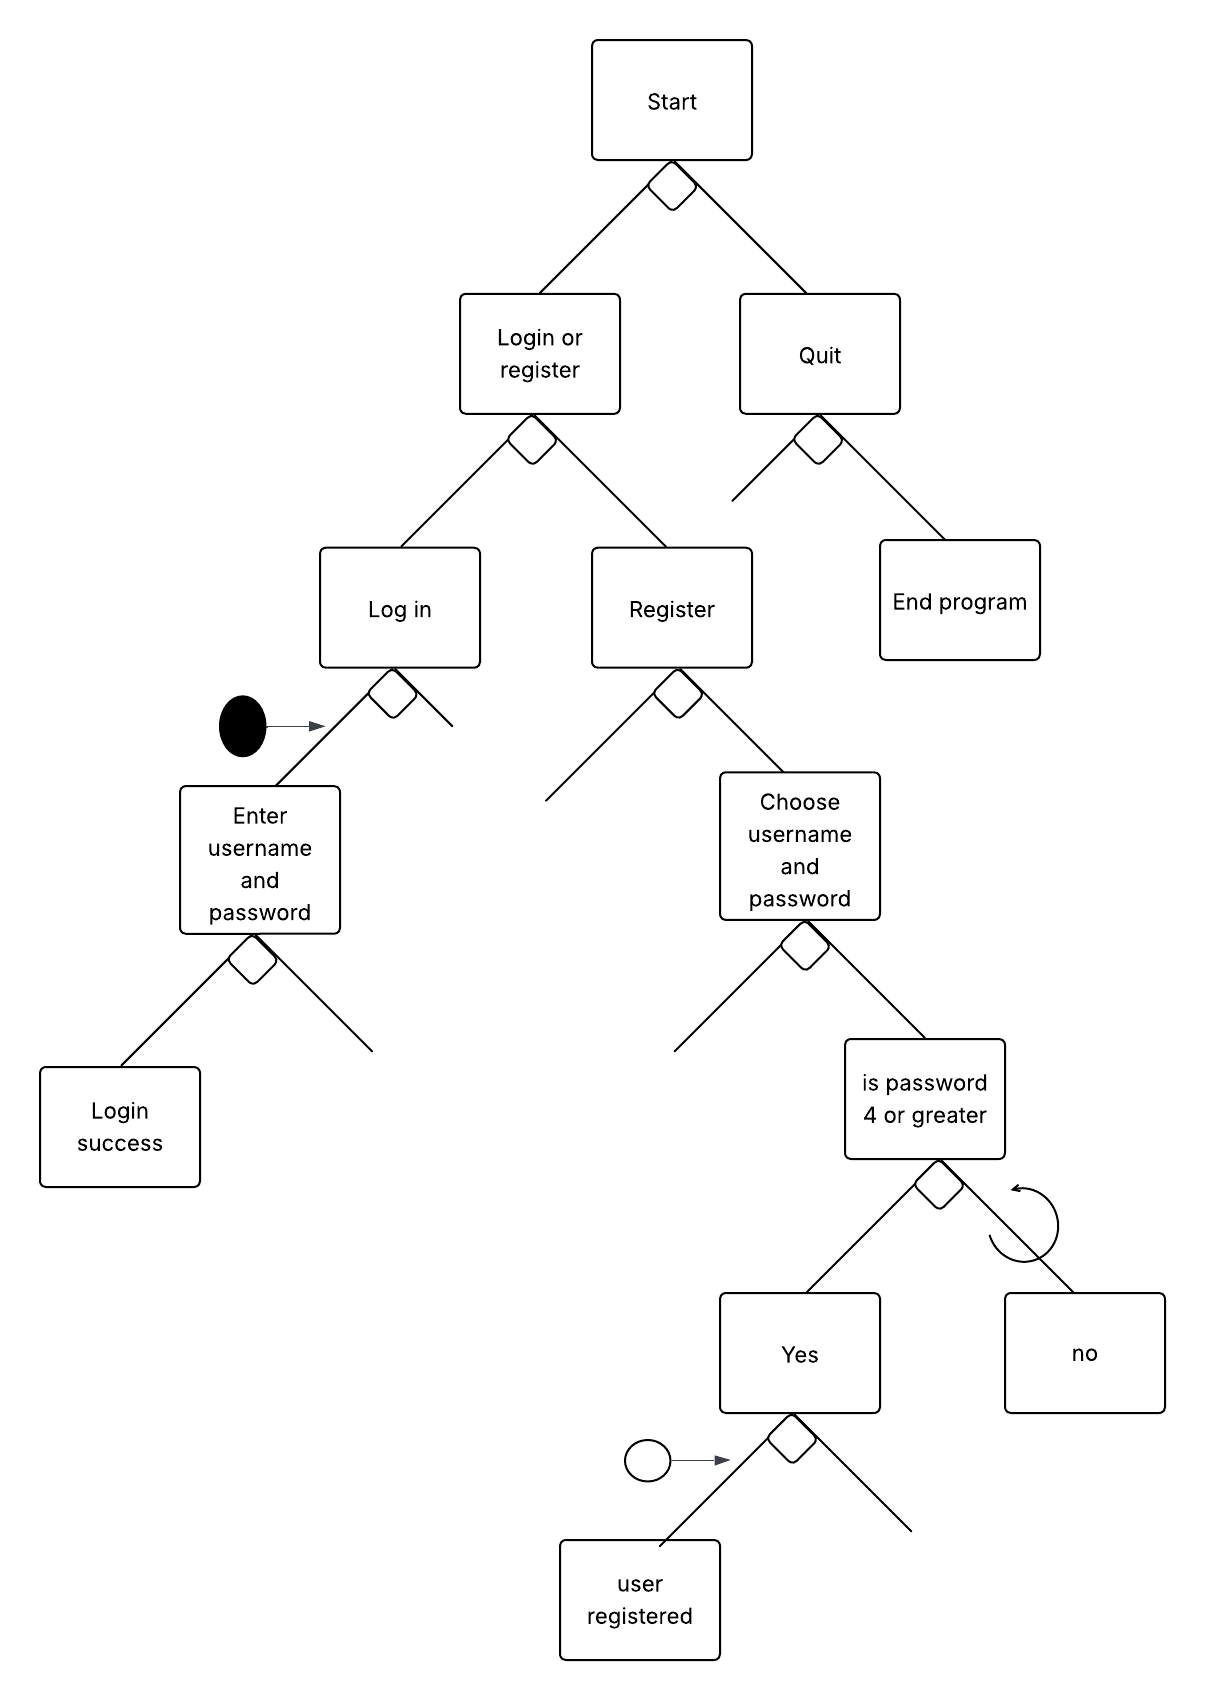 Start
Login or
register
Quit
Log in
Register
End program
Enter
username
and
password
Choose
username
and
password
Login
success
is password
4 or greater
Yes
no
user
registered